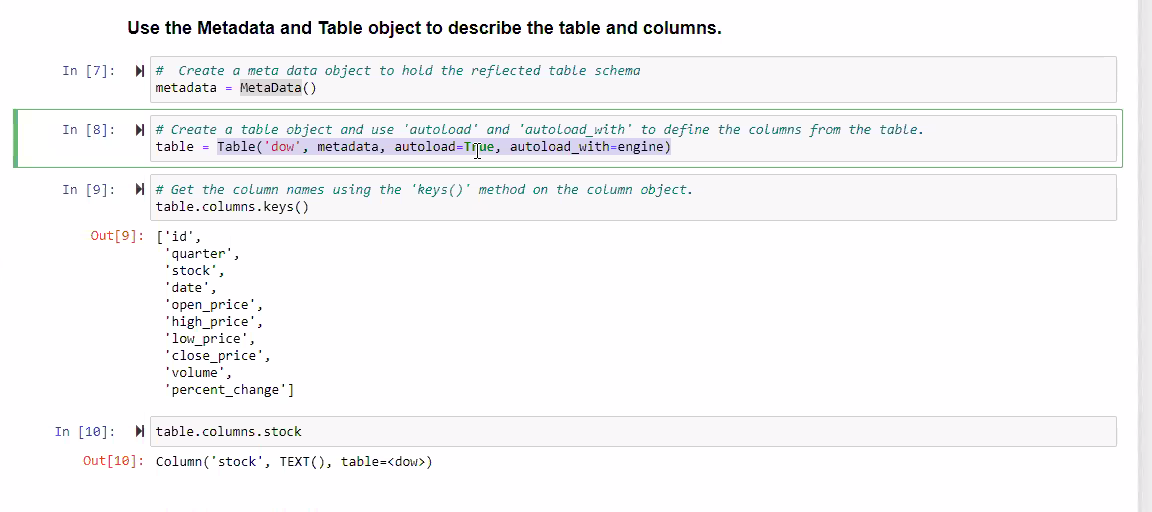 Use the Metadata and Table object to describe the table and columns.
In [7]:
#  Create a meta data object to hold the reflected table schema
metadata = MetaData()
In [8]:
# Create a table object and use 'autoload' and 'autoload_with' to define the columns from the table.
table = Table('dow', metadata, autoload=True, autoload_with=engine)
In [9]:
# Get the column names using the 'keys()' method on the column object.
table.columns.keys()
Out[9]: ['id',
'quarter',
'stock',
'date',
'open_price',
'high_price',
'low_price',
'close_price',
'volume',
'percent_change']
In [10]: table.columns.stock
Out[10]: Column('stock', TEXT(), table=<dow>)